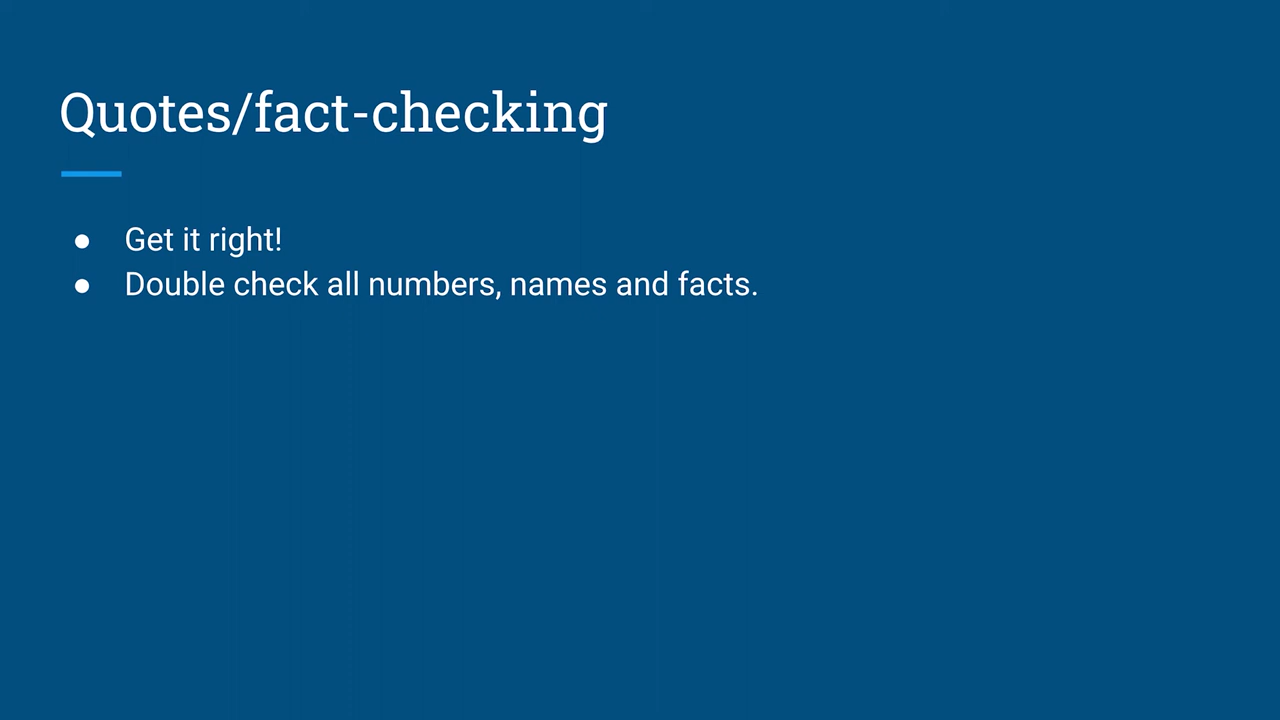 Quotes/fact-checking
● Get it right!
● Double check all numbers, names and facts.